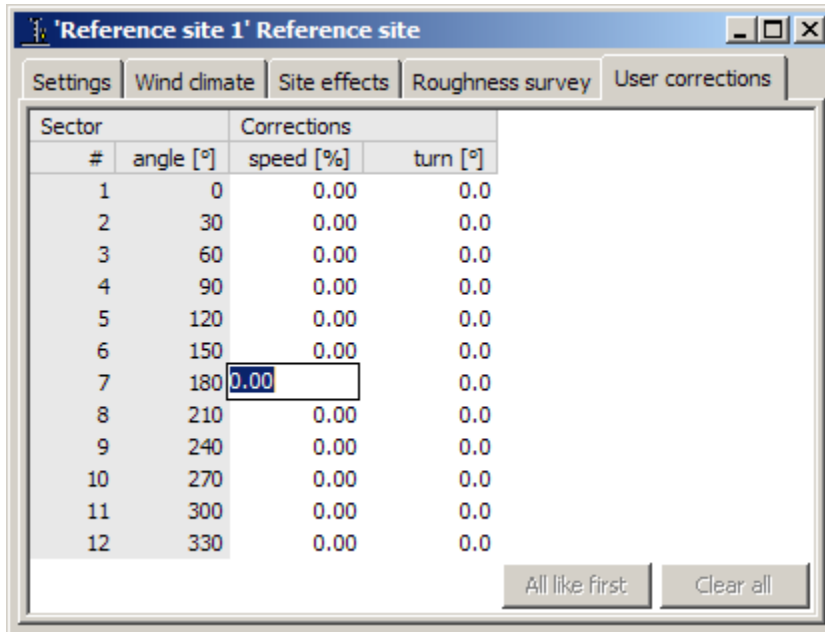 'Reference site 1' Reference site
Settings Wind climate Site effects Roughness survey User corrections
Sector Corrections
# angle [°] speed [%] turn [°]
1 0 0.00 0.0
2 30 0.00 0.0
3 60 0.00 0.0
4 90 0.00 0.0
5 120 0.00 0.0
6 150 0.00 0.0
7 180 0.00 0.0
8 210 0.00 0.0
9 240 0.00 0.0
10 270 0.00 0.0
11 300 0.00 0.0
12 330 0.00 0.0
All like first Clear all